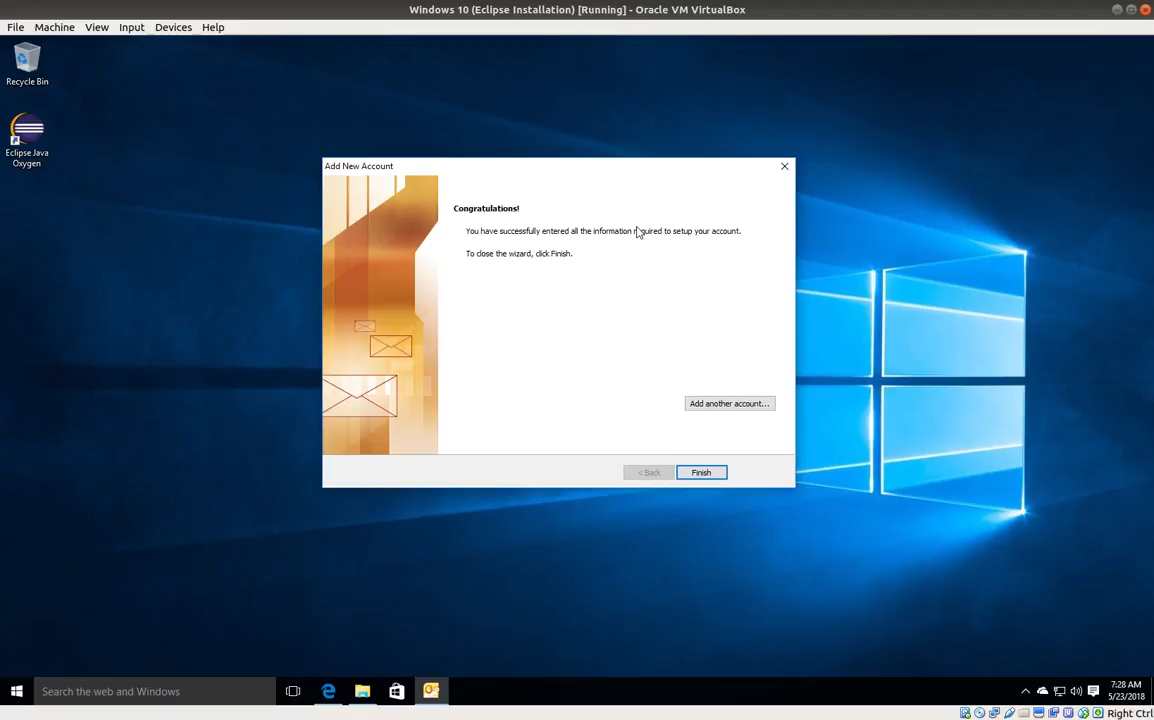 Windows 10 (Eclipse Installation) [Running] - Oracle VM VirtualBox
File Machine View Input Devices Help
Recycle Bin
Eclipse Java
Oxygen
Add New Account
Congratulations!
You have successfully entered all the information required to setup your account.
To close the wizard, click Finish.
Add another account...
< Back Finish
Search the web and Windows
7:28 AM
5/23/2018
Right Ctrl